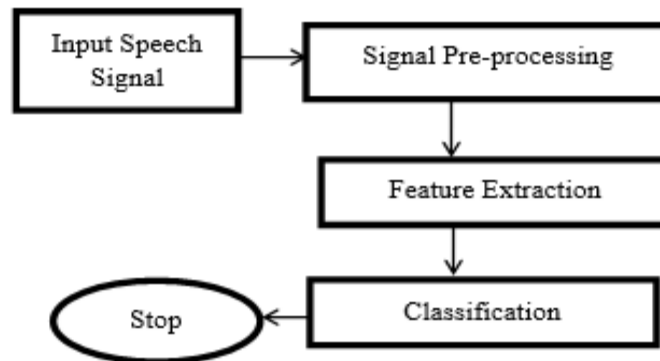 Input Speech
Signal
Signal Pre-processing
Feature Extraction
Classification
Stop